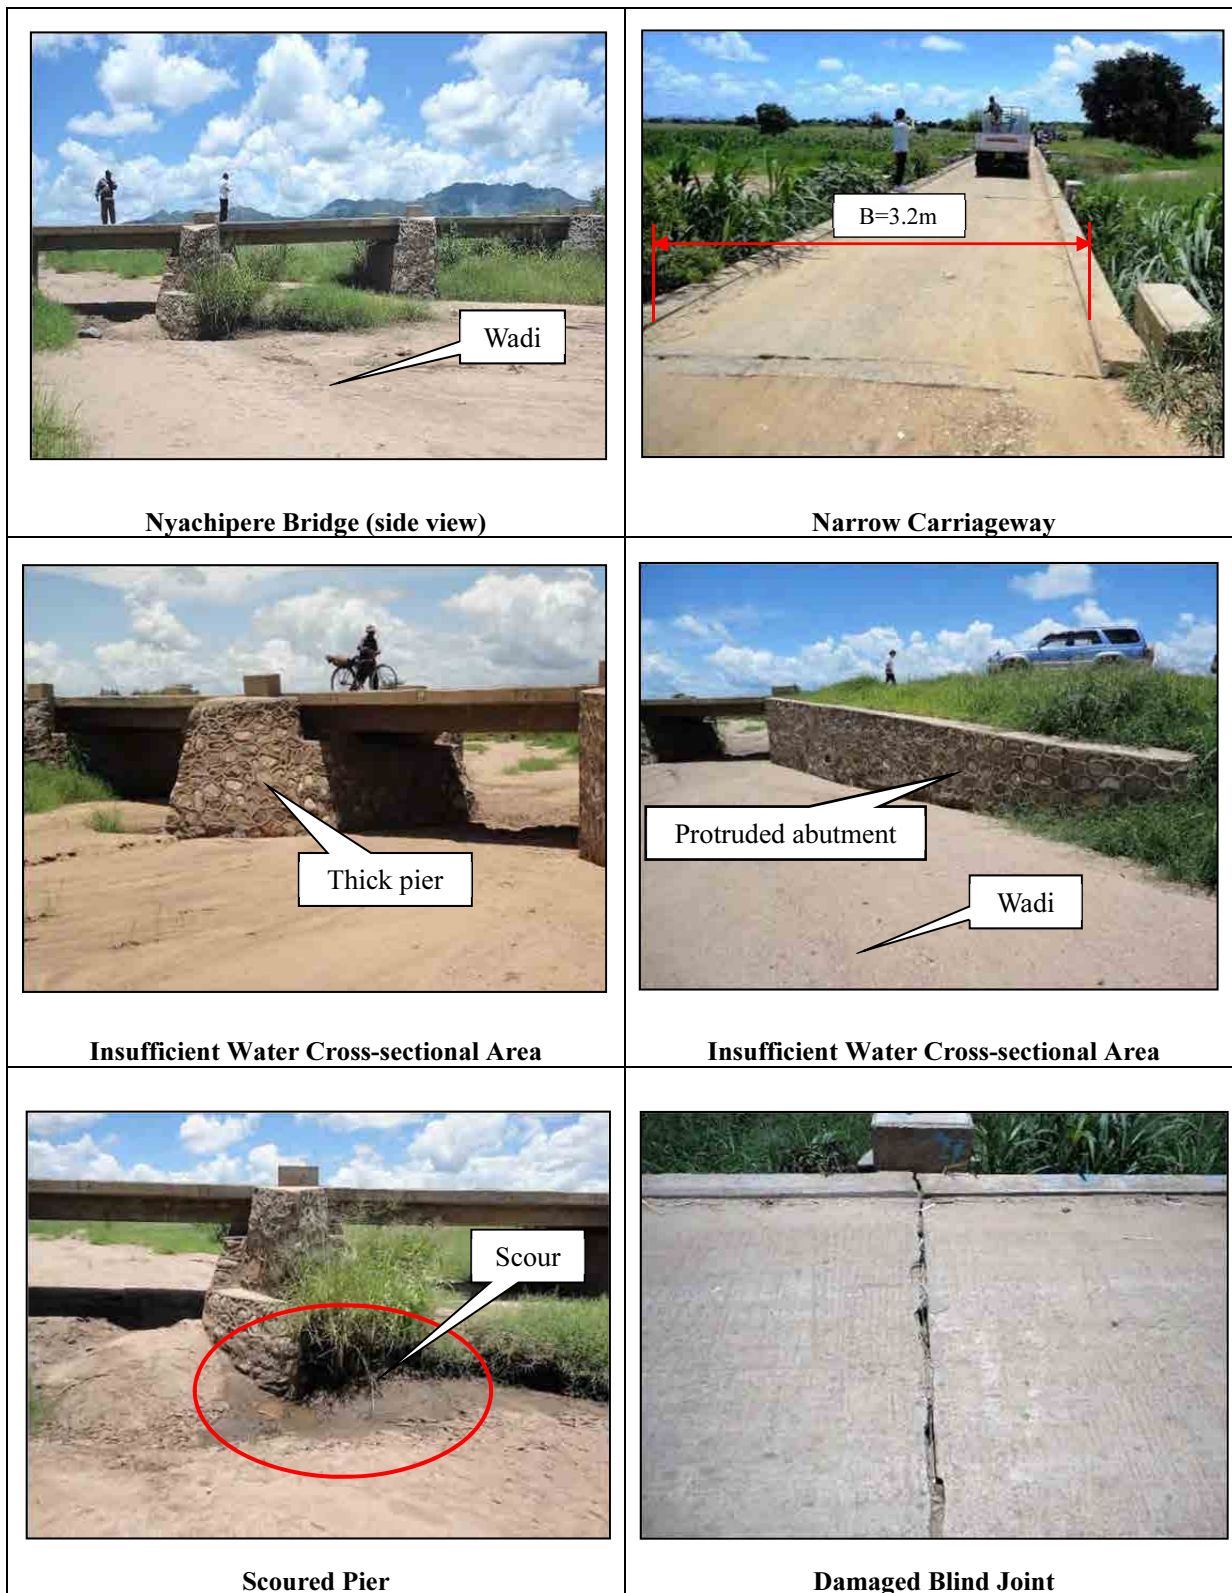 Wadi
Nyachipere Bridge (side view)
B=3.2m
Narrow Carriageway
Thick pier
Insufficient Water Cross-sectional Area
Protruded abutment
Wadi
Insufficient Water Cross-sectional Area
Scour
Scoured Pier
Damaged Blind Joint